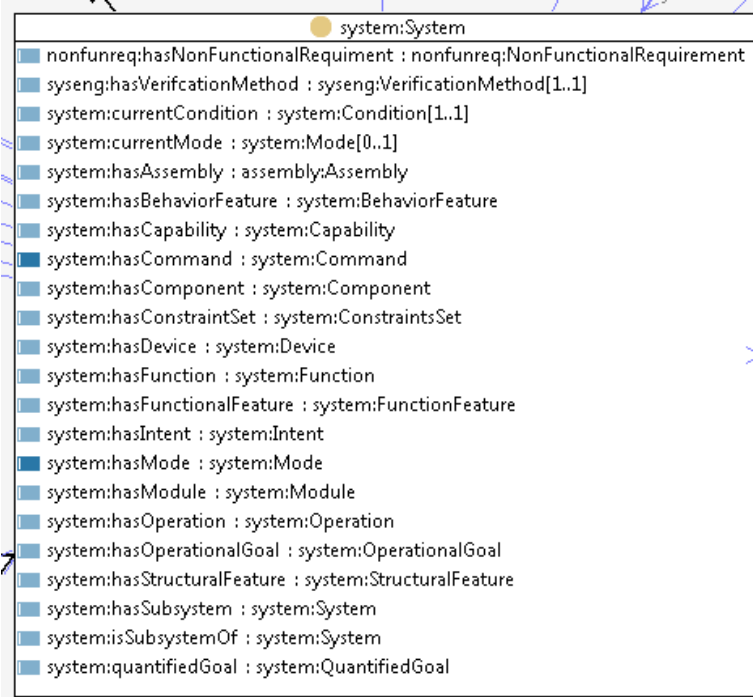 system:System
nonfunreq:hasNonFunctionalRequiment : nonfunreq:NonFunctionalRequirement
syseng:hasVerifcationMethod : syseng:VerificationMethod[1..1]
system:currentCondition : system:Condition[1..1]
system:currentMode : system:Mode[0..1]
system:hasAssembly : assembly:Assembly
system:hasBehaviorFeature : system:BehaviorFeature
system:hasCapability : system:Capability
system:hasCommand : system:Command
system:hasComponent : system:Component
system:hasConstraintSet : system:ConstraintsSet
system:hasDevice : system:Device
system:hasFunction : system:Function
system:hasFunctionalFeature : system:FunctionFeature
system:hasIntent : system:Intent
system:hasMode : system:Mode
system:hasModule : system:Module
system:hasOperation : system:Operation
system:hasOperationalGoal : system:OperationalGoal
system:hasStructuralFeature : system:StructuralFeature
system:hasSubsystem : system:System
system:isSubsystemOf : system:System
system:quantifiedGoal : system:QuantifiedGoal